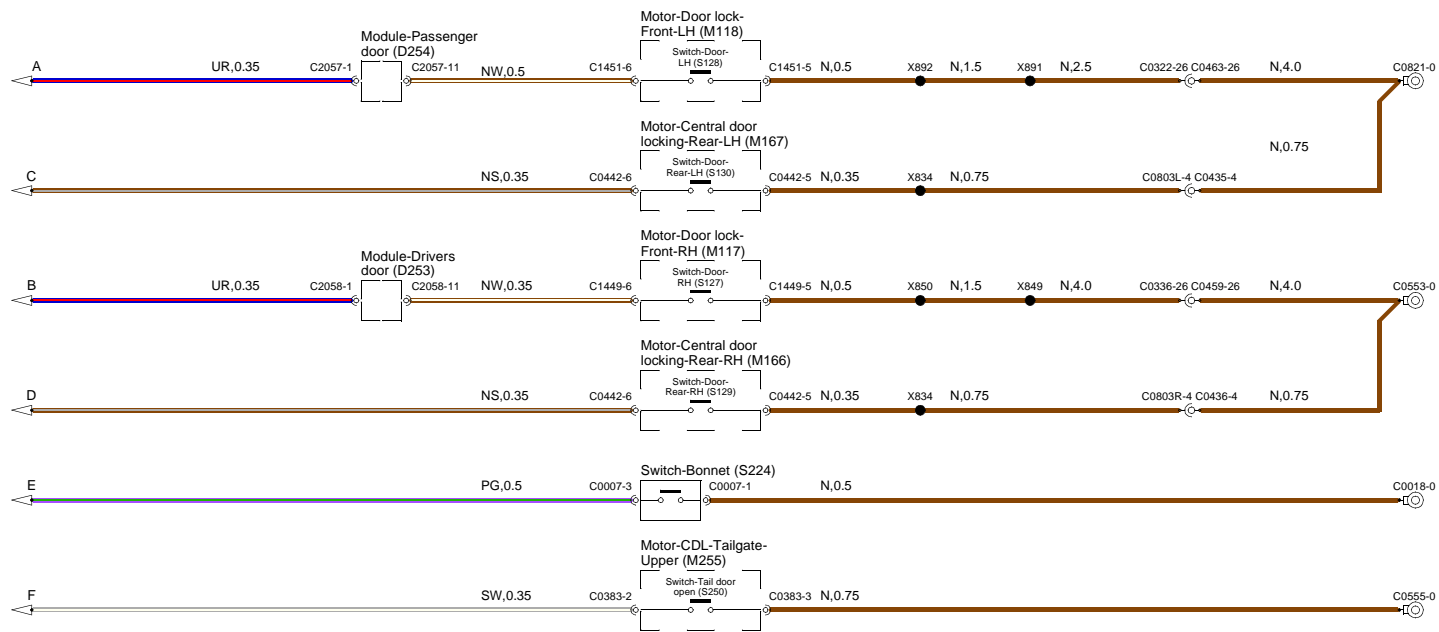 Motor-Door lock-
Front-LH (M118)
Module-Passenger
door (D254)
Switch-Door-
LH (S128)
A UR,0.35 C2057-1 C2057-11 NW,0.5 C1451-6 C1451-5 N,0.5 X892 N,1.5 X891 N,2.5 C0322-26 C0463-26 N,4.0 C0821-0
Motor-Central door
locking-Rear-LH (M167)
N,0.75
Switch-Door-
Rear-LH (S130)
C NS,0.35 C0442-6 C0442-5 N,0.35 X834 N,0.75 C0803L-4 C0435-4
Motor-Door lock-
Front-RH (M117)
Module-Drivers
door (D253)
Switch-Door-
RH (S127)
B UR,0.35 C2058-1 C2058-11 NW,0.35 C1449-6 C1449-5 N,0.5 X850 N,1.5 X849 N,4.0 C0336-26 C0459-26 N,4.0 C0553-0
Motor-Central door
locking-Rear-RH (M166)
Switch-Door-
Rear-RH (S129)
D NS,0.35 C0442-6 C0442-5 N,0.35 X834 N,0.75 C0803R-4 C0436-4 N,0.75
Switch-Bonnet (S224)
E PG,0.5 C0007-3 C0007-1 N,0.5 C0018-0
Motor-CDL-Tailgate-
Upper (M255)
Switch-Tail door
open (S250)
F SW,0.35 C0383-2 C0383-3 N,0.75 C0555-0